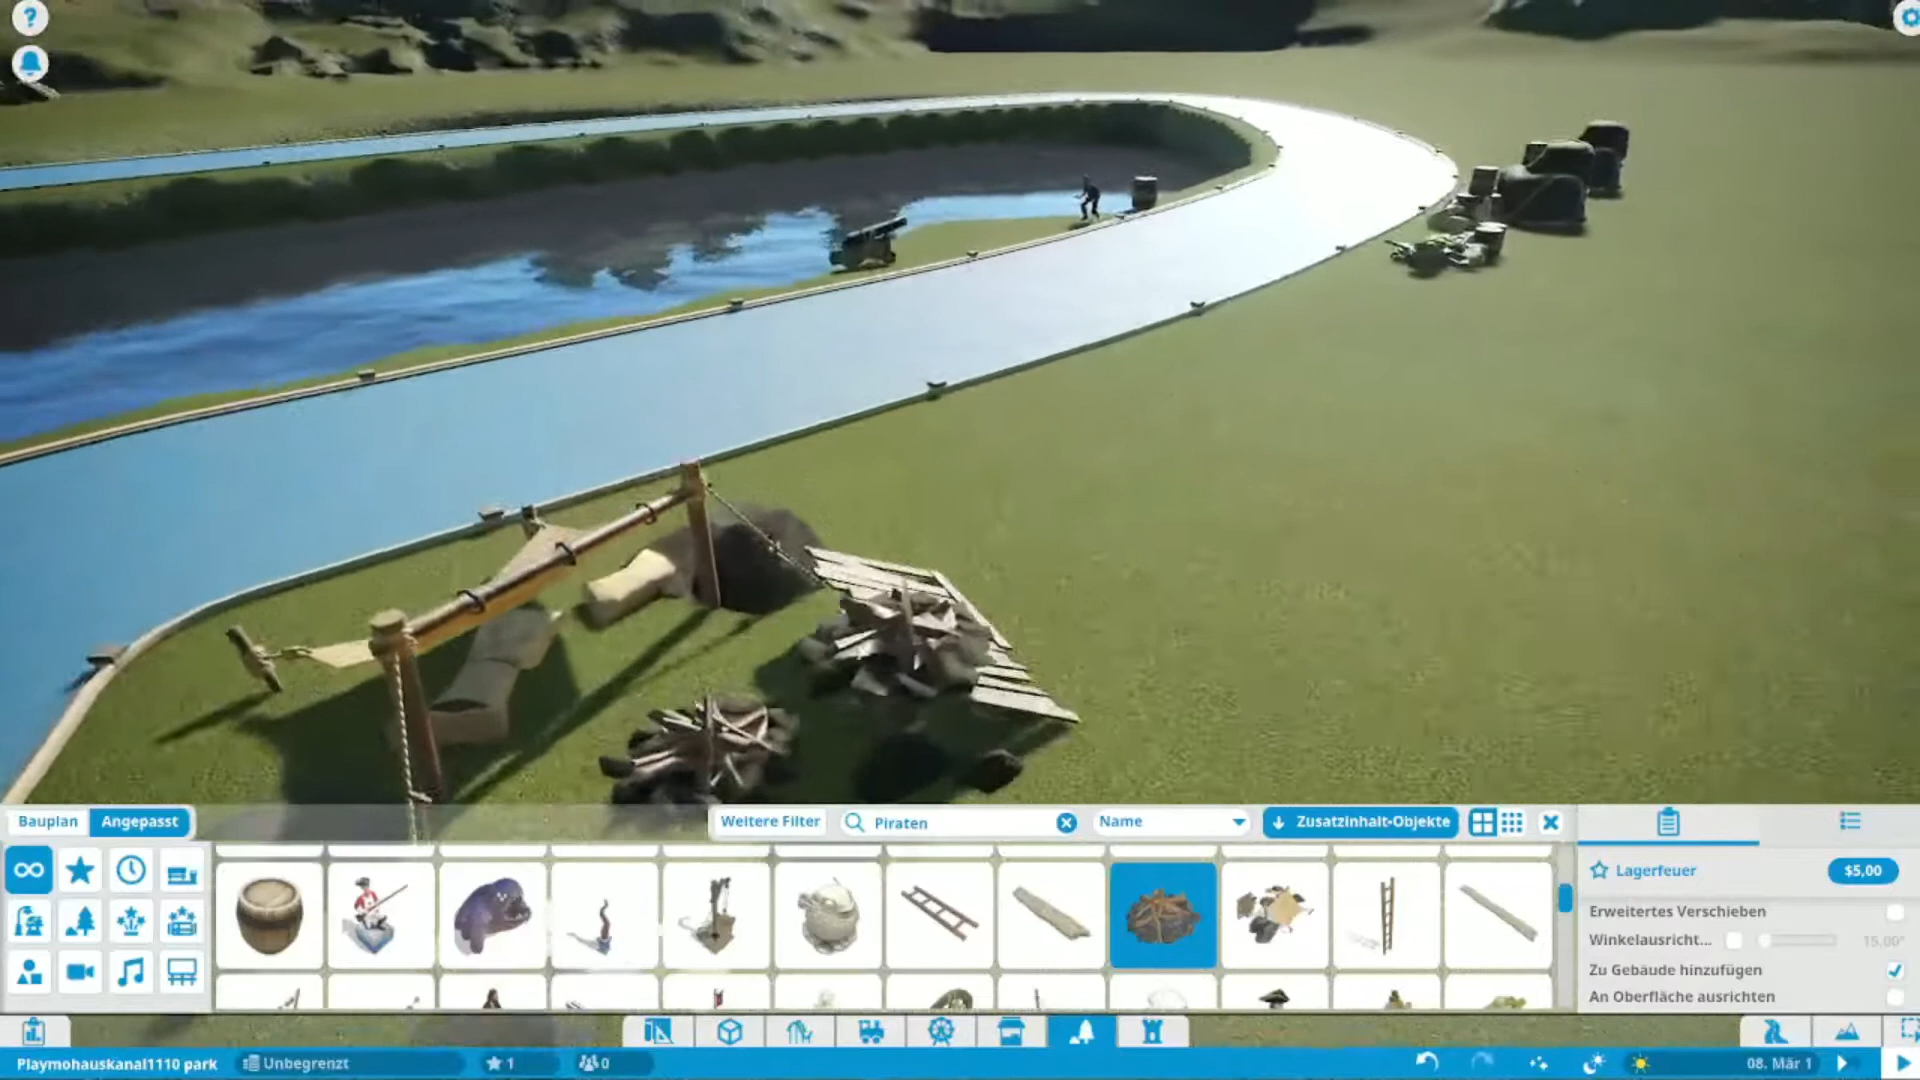 ?
Bauplan
Angepasst
Weitere Filter
Piraten
Name
Zusatzinhalt-Objekte
Lagerfeuer
$5,00
Erweitertes Verschieben
Winkelausricht...
15,00°
Zu Gebäude hinzufügen
An Oberfläche ausrichten
Playmohauskanal1110 park
Unbegrenzt
1
0
08. Mär 1